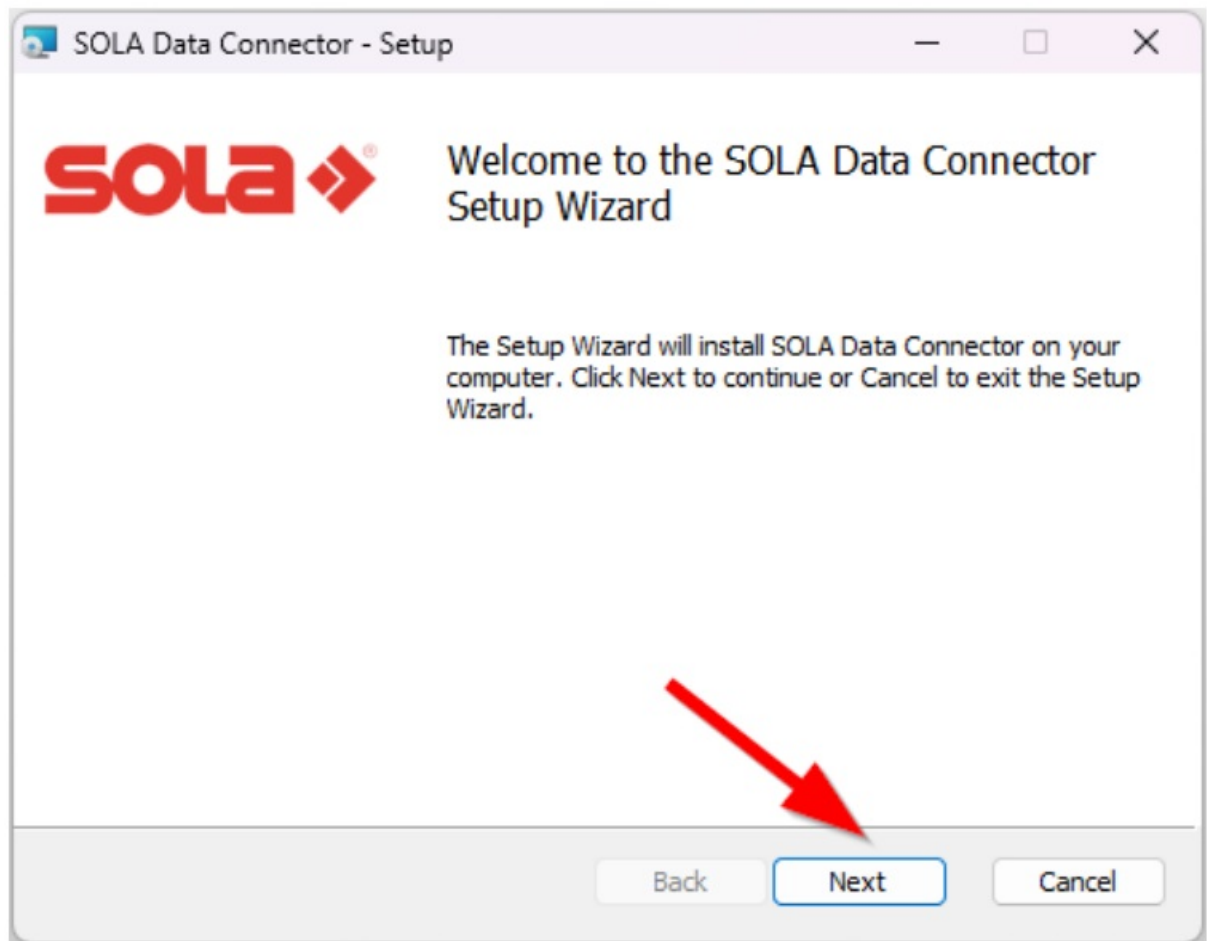 SOLA Data Connector - Setup
sola®
Welcome to the SOLA Data Connector
Setup Wizard
The Setup Wizard will install SOLA Data Connector on your
computer. Click Next to continue or Cancel to exit the Setup
Wizard.
Back
Next
Cancel